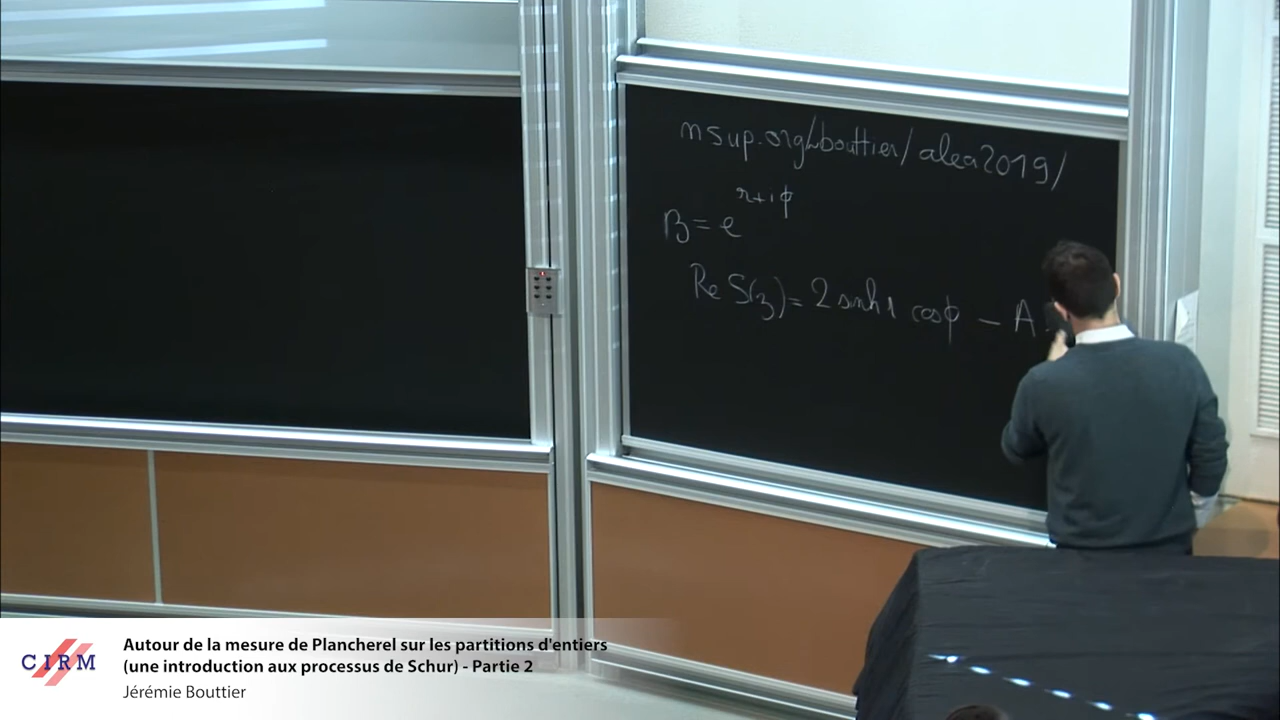 nsup.org/~bouttier/alea2019/
z = e^{r+iφ}
Re S(z) = 2 sinh r cos φ - A
CIRM
Autour de la mesure de Plancherel sur les partitions d'entiers
(une introduction aux processus de Schur) - Partie 2
Jérémie Bouttier